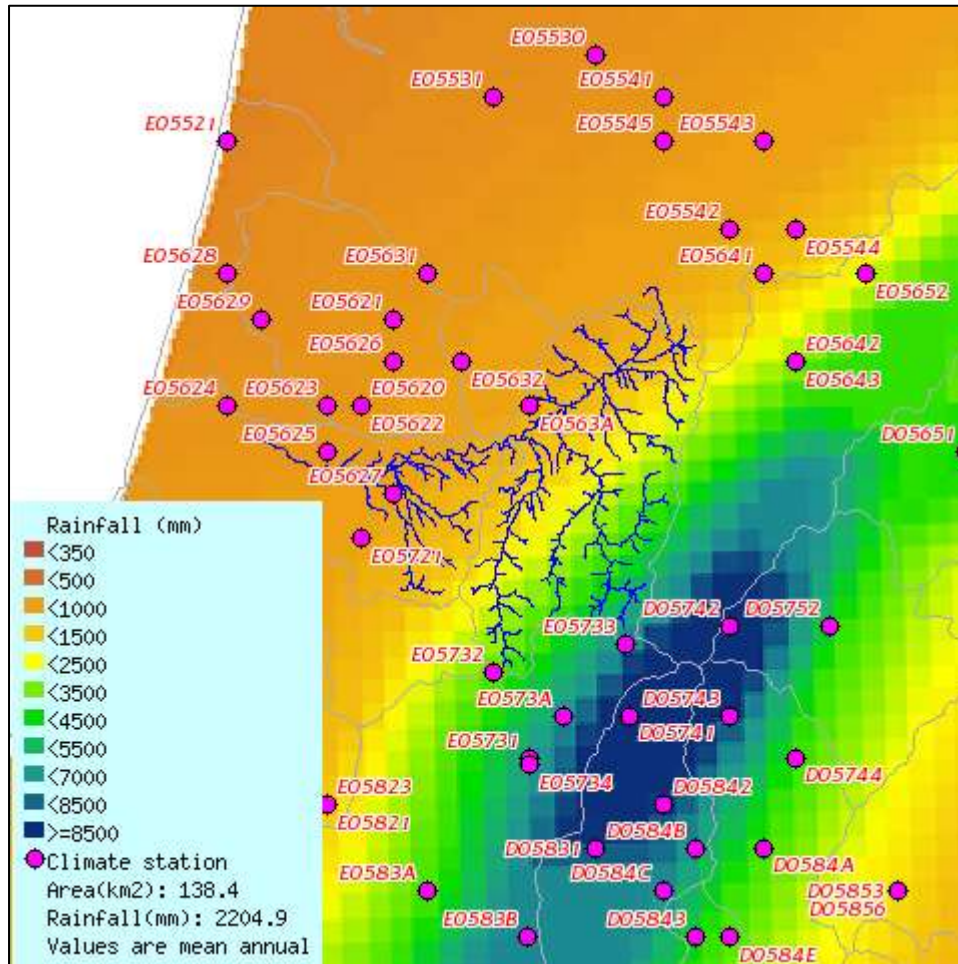 E05530
E05531
E05541
E05521
E05545
E05543
E05542
E05544
E05628
E05631
E05641
E05652
E05629
E05621
E05626
E05642
E05624
E05623
E05620
E05632
E05643
E05622
E0563A
E05625
D05651
E05627
Rainfall (mm)
<350
E05721
<500
<1000
<1500
D05742
D05752
E05733
<2500
E05732
<3500
E0573A
D05743
<4500
D05741
E05731
<5500
D05744
<7000
E05734
D05842
E05823
<8500
E05821
>=8500
D0584B
D05831
Climate station
D0584C
D0584A
E0583A
Area(km2): 138.4
D05853
D05856
Rainfall(mm): 2204.9
E0583B
D05843
Values are mean annual
D0584E